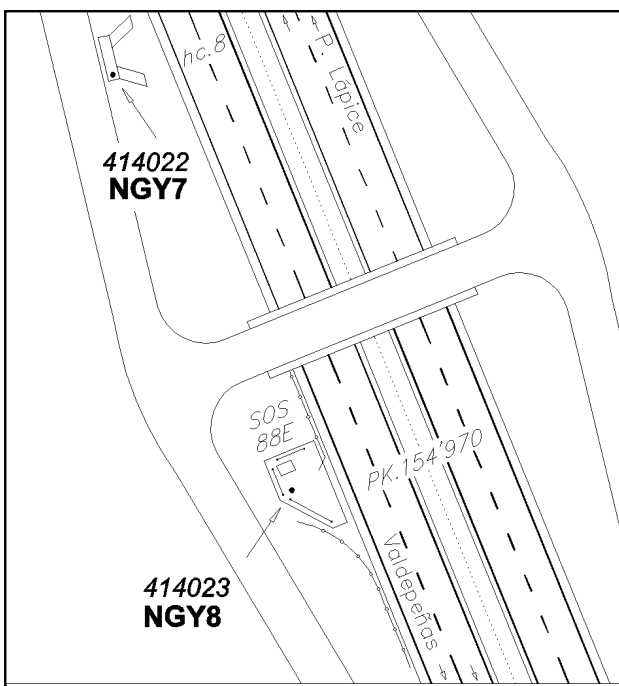 hc.8
P. Lápice
414022
NGY7
SOS
88E
PK.154'970
Valdepeñas
414023
NGY8